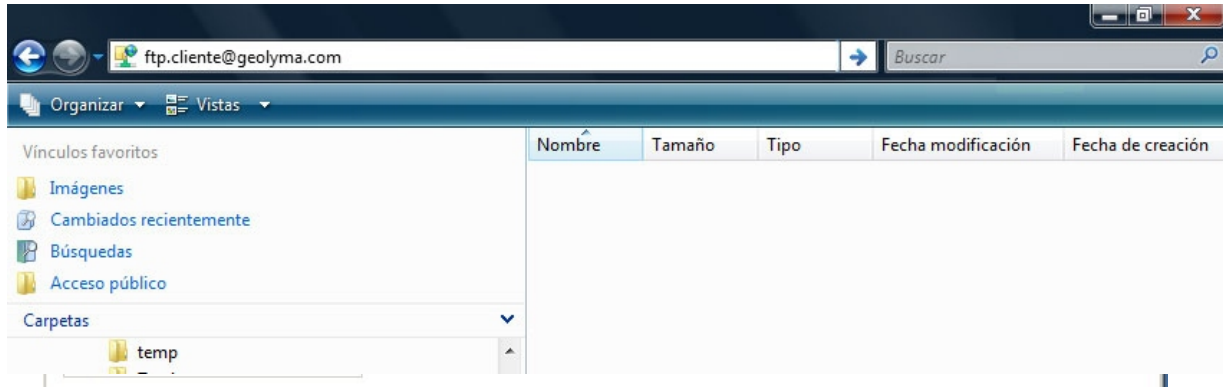 ftp.cliente@geolyma.com
Buscar
Organizar Vistas
Vínculos favoritos
Imágenes
Cambiados recientemente
Búsquedas
Acceso público
Carpetas
temp
Nombre Tamaño Tipo Fecha modificación Fecha de creación